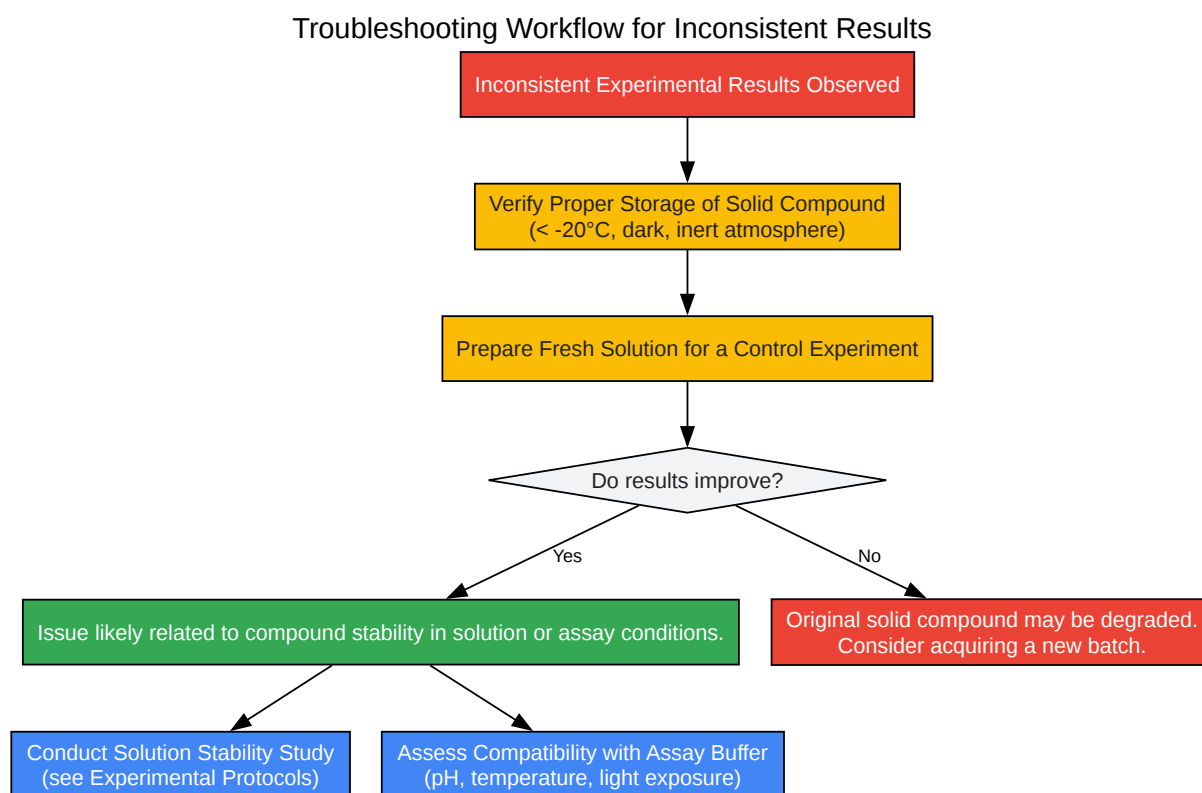 Troubleshooting Workflow for Inconsistent Results
Inconsistent Experimental Results Observed
Verify Proper Storage of Solid Compound
(< -20°C, dark, inert atmosphere)
Prepare Fresh Solution for a Control Experiment
Do results improve?
Yes
No
Issue likely related to compound stability in solution or assay conditions.
Original solid compound may be degraded.
Consider acquiring a new batch.
Conduct Solution Stability Study
(see Experimental Protocols)
Assess Compatibility with Assay Buffer
(pH, temperature, light exposure)